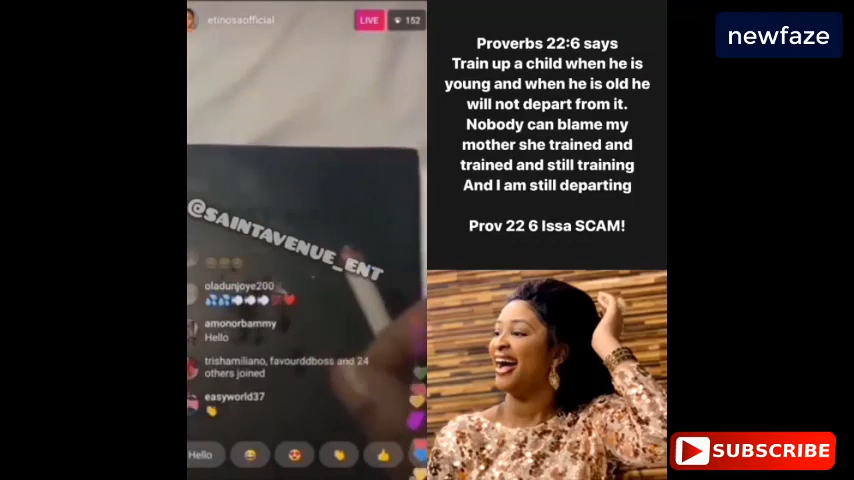 etinosaofficial
LIVE
152
@SAINTAVENUE_ENT
oladunjoye200
amonorbammy
Hello
trishamiliano, favourddboss and 24
others joined
easyworld37
Hello
Proverbs 22:6 says
Train up a child when he is
young and when he is old he
will not depart from it.
Nobody can blame my
mother she trained and
trained and still training
And I am still departing
Prov 22 6 Issa SCAM!
newfaze
SUBSCRIBE